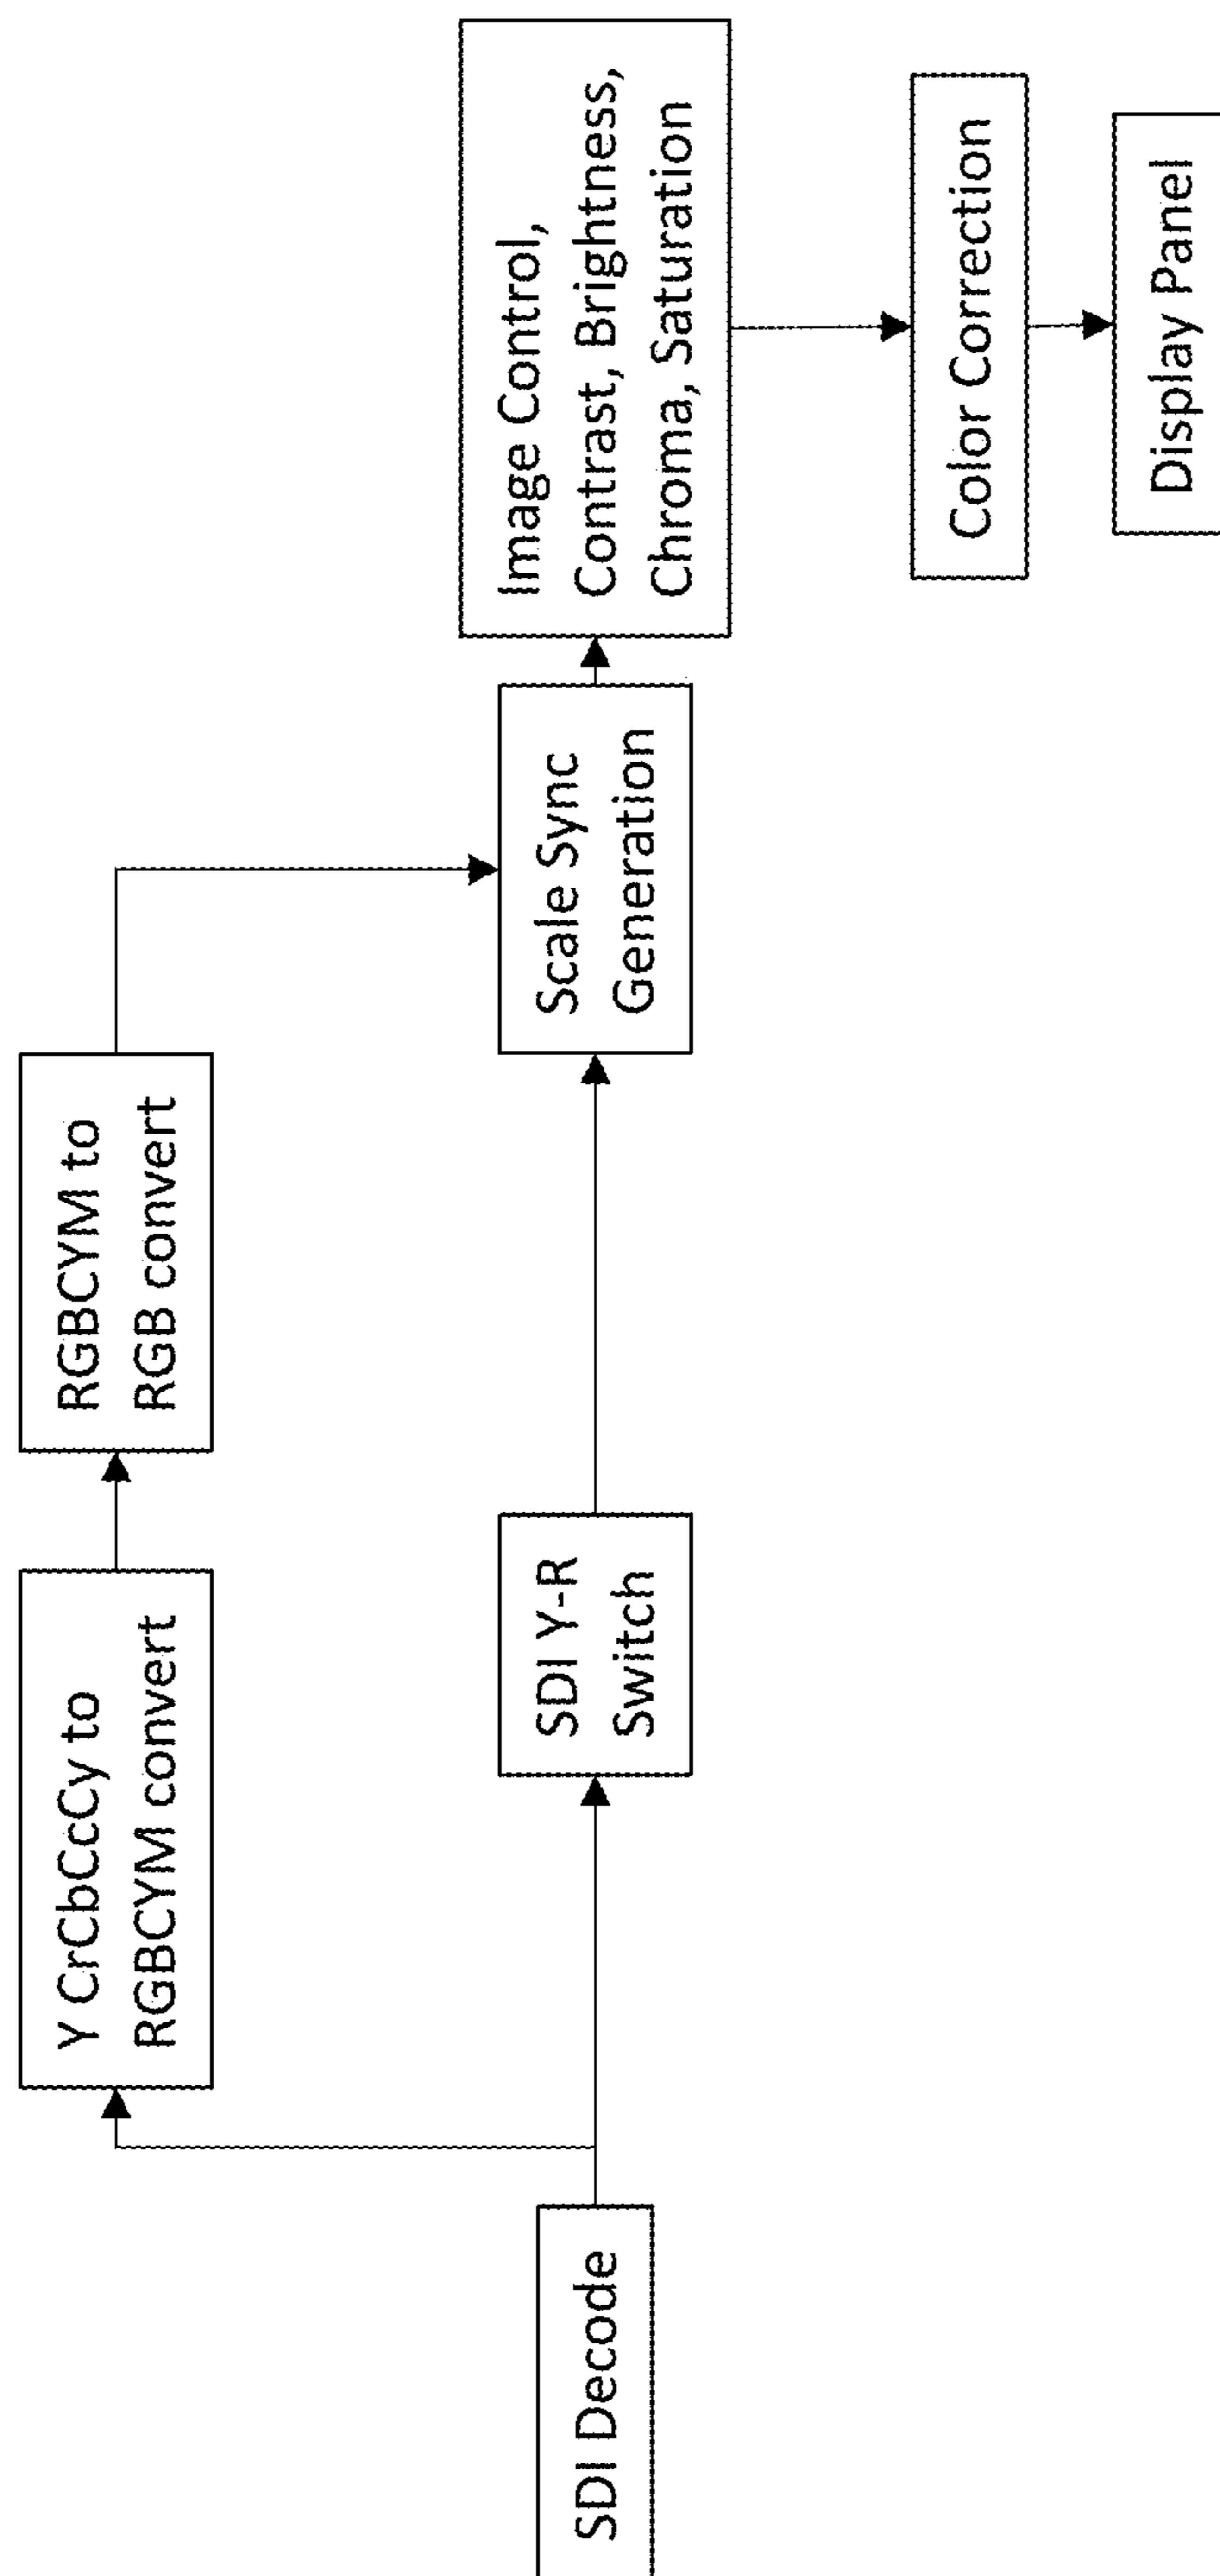 SDI Decode
Y CrCbCcCy to
RGBCYM convert
RGBCYM to
RGB convert
SDI Y-R
Switch
Scale Sync
Generation
Image Control,
Contrast, Brightness,
Chroma, Saturation
Color Correction
Display Panel